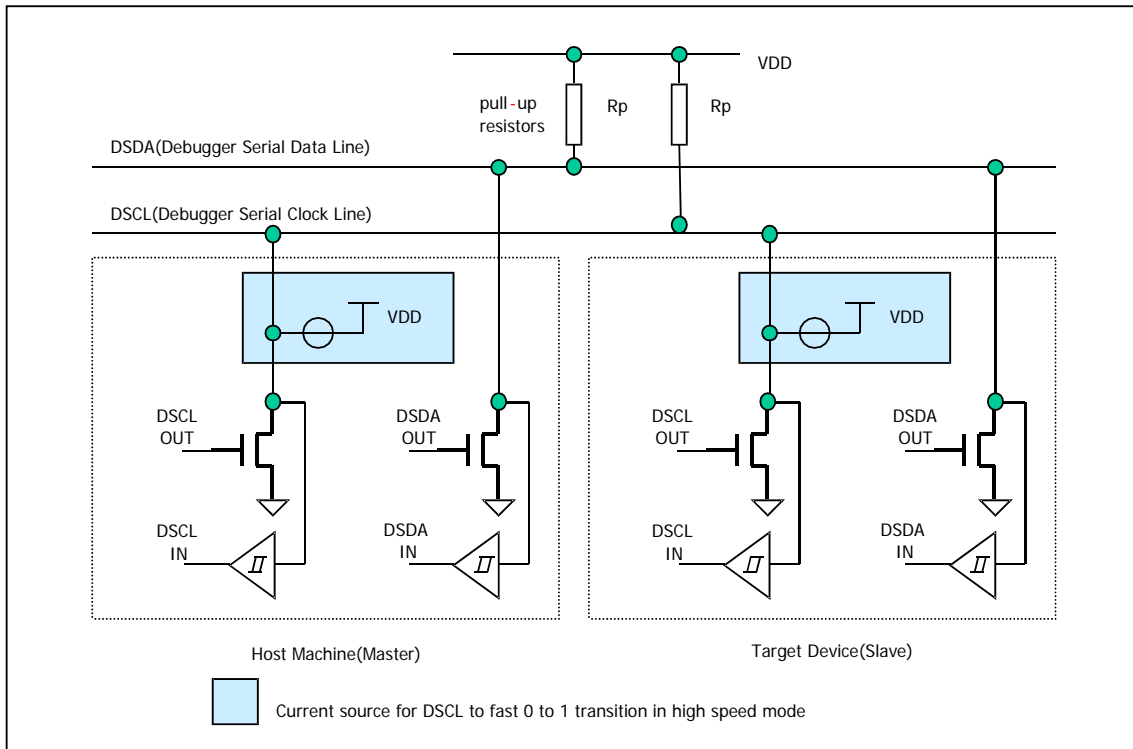 VDD
pull-up
resistors
Rp
Rp
DSDA(Debugger Serial Data Line)
DSCL(Debugger Serial Clock Line)
VDD
VDD
DSCL
OUT
DSDA
OUT
DSCL
OUT
DSDA
OUT
DSCL
IN
DSDA
IN
DSCL
IN
DSDA
IN
Host Machine(Master)
Target Device(Slave)
Current source for DSCL to fast 0 to 1 transition in high speed mode